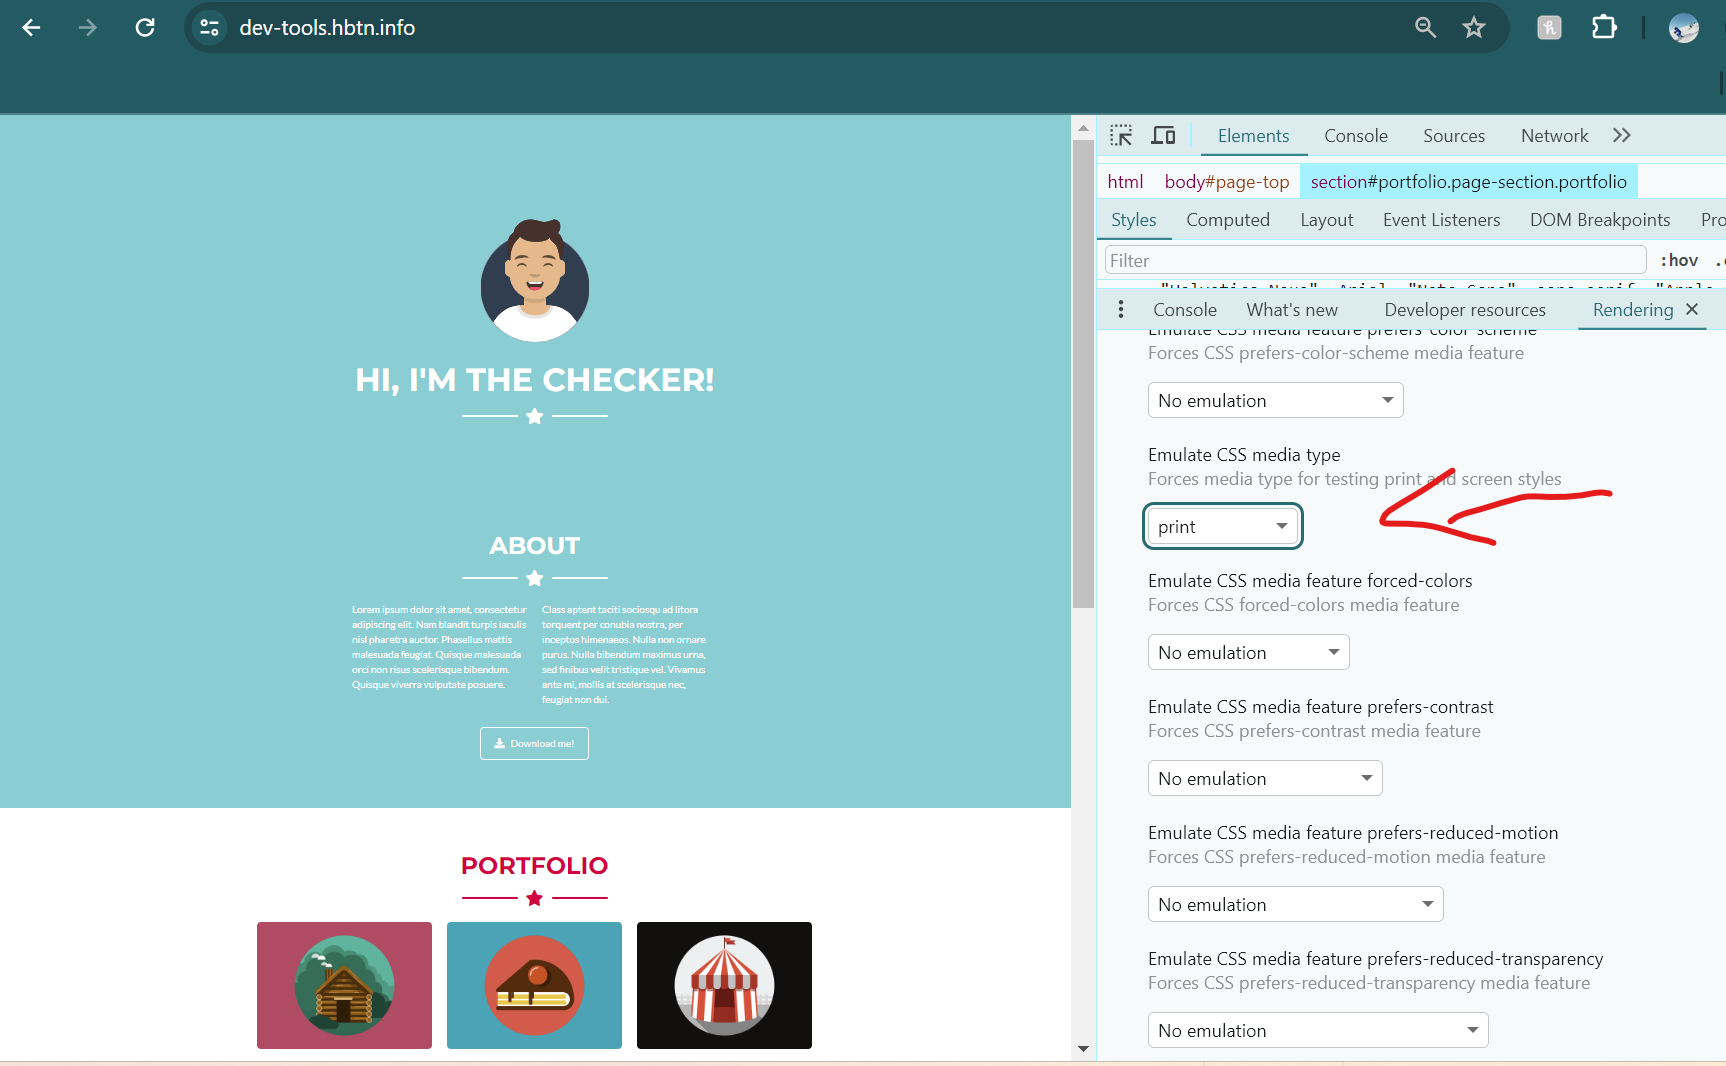 dev-tools.hbtn.info
HI, I'M THE CHECKER!
ABOUT
Lorem ipsum dolor sit amet, consectetur
adipiscing elit. Nam blandit turpis iaculis
nisl pharetra auctor. Phasellus mattis
malesuada feugiat. Quisque malesuada
orci non risus scelerisque bibendum.
Quisque viverra vulputate posuere.
Class aptent taciti sociosqu ad litora
torquent per conubia nostra, per
inceptos himenaeos. Nulla non ornare
purus. Nulla bibendum maximus urna,
sed finibus velit tristique vel. Vivamus
ante mi, mollis at scelerisque nec,
feugiat non dui.
Download me!
PORTFOLIO
Elements Console Sources Network
html body#page-top section#portfolio.page-section.portfolio
Styles Computed Layout Event Listeners DOM Breakpoints Pro
Filter :hov
Console What's new Developer resources Rendering
Emulate CSS media feature prefers-color-scheme
Forces CSS prefers-color-scheme media feature
No emulation
Emulate CSS media type
Forces media type for testing print and screen styles
print
Emulate CSS media feature forced-colors
Forces CSS forced-colors media feature
No emulation
Emulate CSS media feature prefers-contrast
Forces CSS prefers-contrast media feature
No emulation
Emulate CSS media feature prefers-reduced-motion
Forces CSS prefers-reduced-motion media feature
No emulation
Emulate CSS media feature prefers-reduced-transparency
Forces CSS prefers-reduced-transparency media feature
No emulation